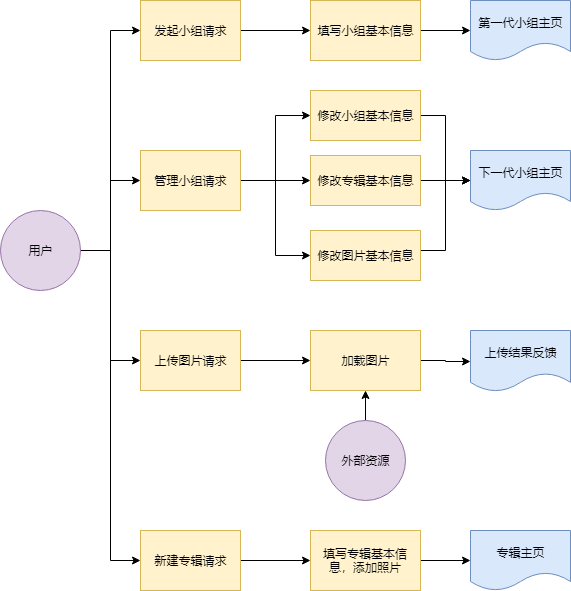 发起小组请求
填写小组基本信息
第一代小组主页
修改小组基本信息
管理小组请求
修改专辑基本信息
下一代小组主页
用户
修改图片基本信息
上传图片请求
加载图片
上传结果反馈
外部资源
新建专辑请求
填写专辑基本信
息，添加照片
专辑主页